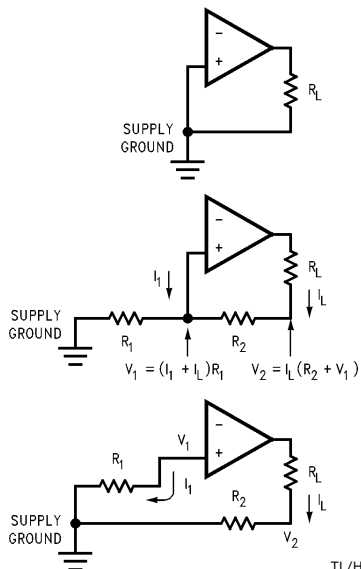 −
+
R_L
SUPPLY
GROUND
−
+
R_L
I_1
SUPPLY
GROUND
I_L
R_1
R_2
V_1 = (I_1 + I_L)R_1
V_2 = I_L(R_2 + V_1)
−
+
V_1
R_1
R_L
I_1
R_2
I_L
SUPPLY
GROUND
V_2
TL/H